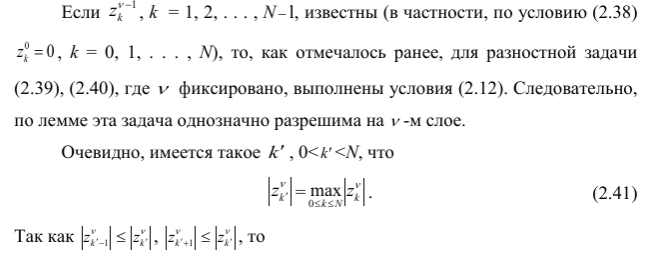 Если z_k^{ν−1}, k = 1, 2, . . . , N−1, известны (в частности, по условию (2.38)
z_k^0 = 0, k = 0, 1, . . . , N), то, как отмечалось ранее, для разностной задачи
(2.39), (2.40), где ν фиксировано, выполнены условия (2.12). Следовательно,
по лемме эта задача однозначно разрешима на ν-м слое.
Очевидно, имеется такое k′ , 0<k′<N, что
|z_{k′}^ν| = max_{0≤k≤N} |z_k^ν|. (2.41)
Так как |z_{k′−1}^ν| ≤ |z_{k′}^ν|, |z_{k′+1}^ν| ≤ |z_{k′}^ν|, то